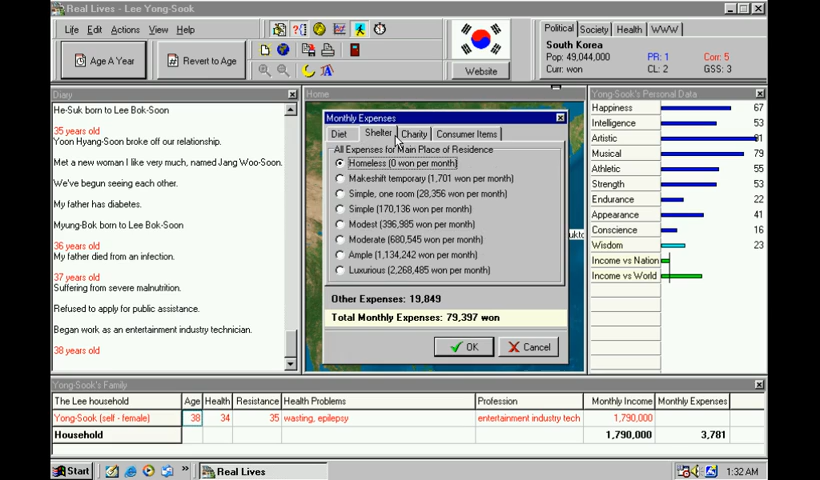 Real Lives - Lee Yong-Sook
Life Edit Actions View Help
Age A Year
Revert to Age
Website
Political Society Health WWW
South Korea
Pop: 49,044,000 PR: 1 Corr: 5
Curr: won CL: 2 GSS: 3
Diary
He-Suk born to Lee Bok-Soon
35 years old
Yoon Hyang-Soon broke off our relationship.
Met a new woman I like very much, named Jang Woo-Soon.
We've begun seeing each other.
My father has diabetes.
Myung-Bok born to Lee Bok-Soon
36 years old
My father died from an infection.
37 years old
Suffering from severe malnutrition.
Refused to apply for public assistance.
Began work as an entertainment industry technician.
38 years old
Home
Monthly Expenses
Diet Shelter Charity Consumer Items
All Expenses for Main Place of Residence
Homeless (0 won per month)
Makeshift temporary (1,701 won per month)
Simple, one room (28,356 won per month)
Simple (170,136 won per month)
Modest (396,985 won per month)
Moderate (680,545 won per month)
Ample (1,134,242 won per month)
Luxurious (2,268,485 won per month)
Other Expenses: 19,849
Total Monthly Expenses: 79,397 won
OK Cancel
Yong-Sook's Personal Data
Happiness 67
Intelligence 53
Artistic 81
Musical 79
Athletic 55
Strength 53
Endurance 22
Appearance 41
Conscience 16
Wisdom 23
Income vs Nation
Income vs World
Yong-Sook's Family
The Lee household Age Health Resistance Health Problems Profession Monthly Income Monthly Expenses
Yong-Sook (self - female) 38 34 35 wasting, epilepsy entertainment industry tech 1,790,000
Household 1,790,000 3,781
Start Real Lives 1:32 AM